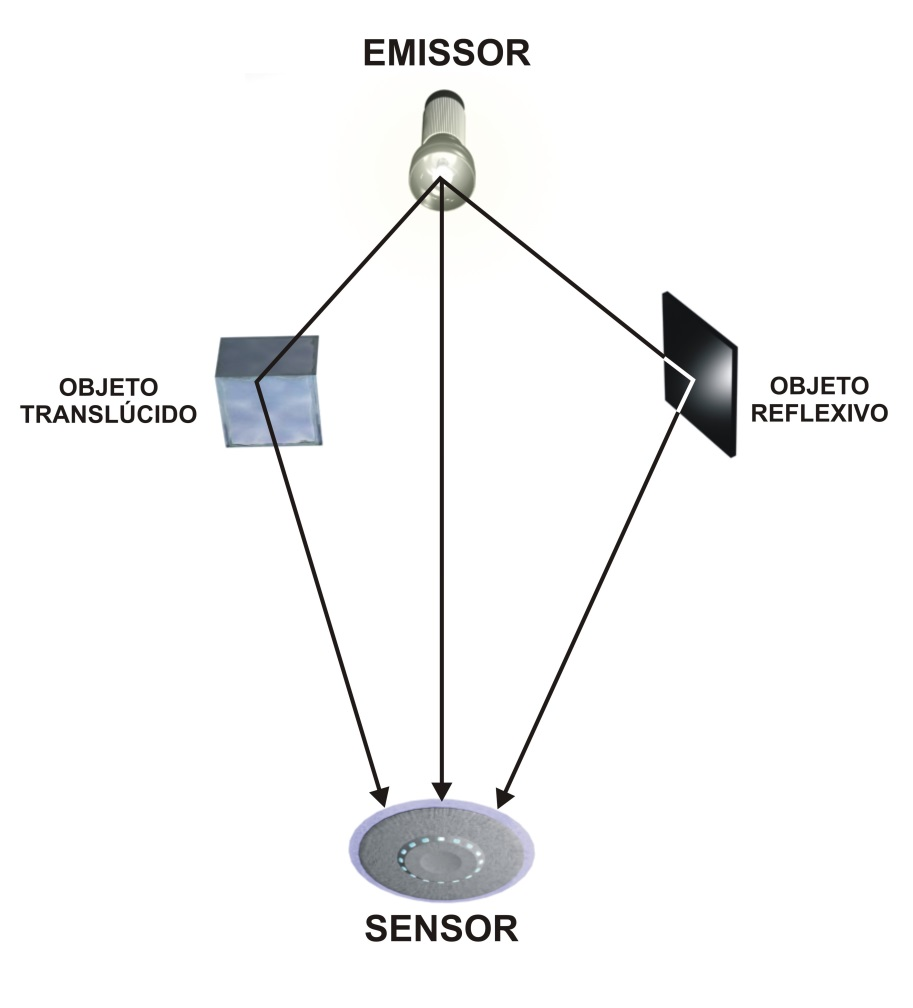 EMISSOR
OBJETO
TRANSLÚCIDO
OBJETO
REFLEXIVO
SENSOR